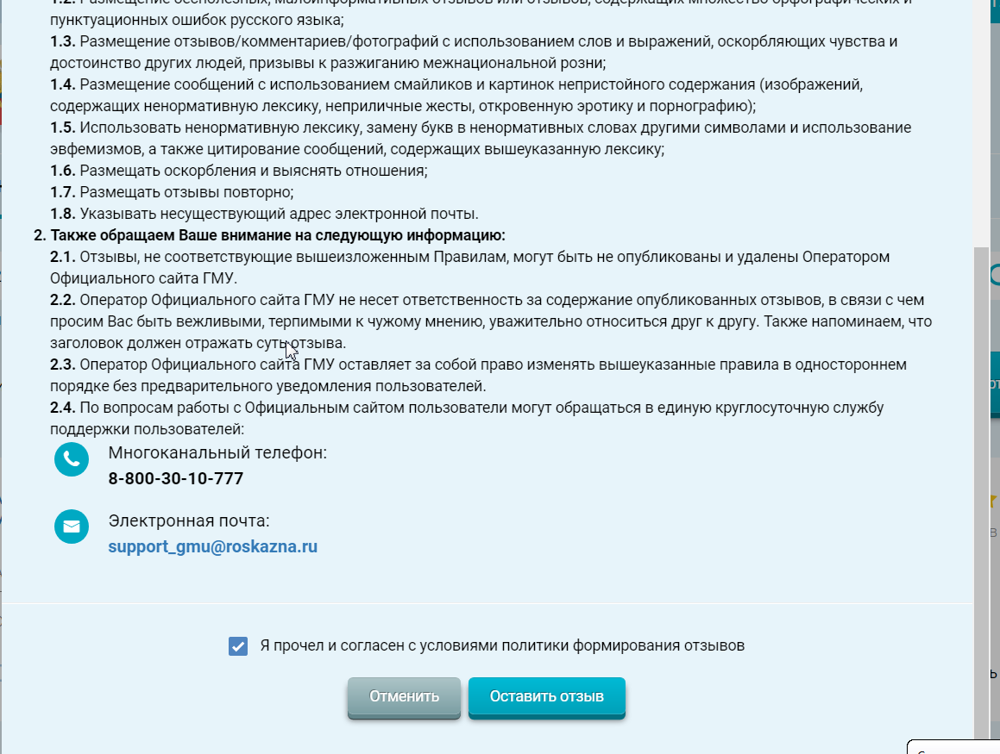 1.2. Размещение бесполезных, малоинформативных отзывов или отзывов, содержащих множество орфографических и
пунктуационных ошибок русского языка;
1.3. Размещение отзывов/комментариев/фотографий с использованием слов и выражений, оскорбляющих чувства и
достоинство других людей, призывы к разжиганию межнациональной розни;
1.4. Размещение сообщений с использованием смайликов и картинок непристойного содержания (изображений,
содержащих ненормативную лексику, неприличные жесты, откровенную эротику и порнографию);
1.5. Использовать ненормативную лексику, замену букв в ненормативных словах другими символами и использование
эвфемизмов, а также цитирование сообщений, содержащих вышеуказанную лексику;
1.6. Размещать оскорбления и выяснять отношения;
1.7. Размещать отзывы повторно;
1.8. Указывать несуществующий адрес электронной почты.
2. Также обращаем Ваше внимание на следующую информацию:
2.1. Отзывы, не соответствующие вышеизложенным Правилам, могут быть не опубликованы и удалены Оператором
Официального сайта ГМУ.
2.2. Оператор Официального сайта ГМУ не несет ответственность за содержание опубликованных отзывов, в связи с чем
просим Вас быть вежливыми, терпимыми к чужому мнению, уважительно относиться друг к другу. Также напоминаем, что
заголовок должен отражать суть отзыва.
2.3. Оператор Официального сайта ГМУ оставляет за собой право изменять вышеуказанные правила в одностороннем
порядке без предварительного уведомления пользователей.
2.4. По вопросам работы с Официальным сайтом пользователи могут обращаться в единую круглосуточную службу
поддержки пользователей:
Многоканальный телефон:
8-800-30-10-777
Электронная почта:
support_gmu@roskazna.ru
Я прочел и согласен с условиями политики формирования отзывов
Отменить
Оставить отзыв